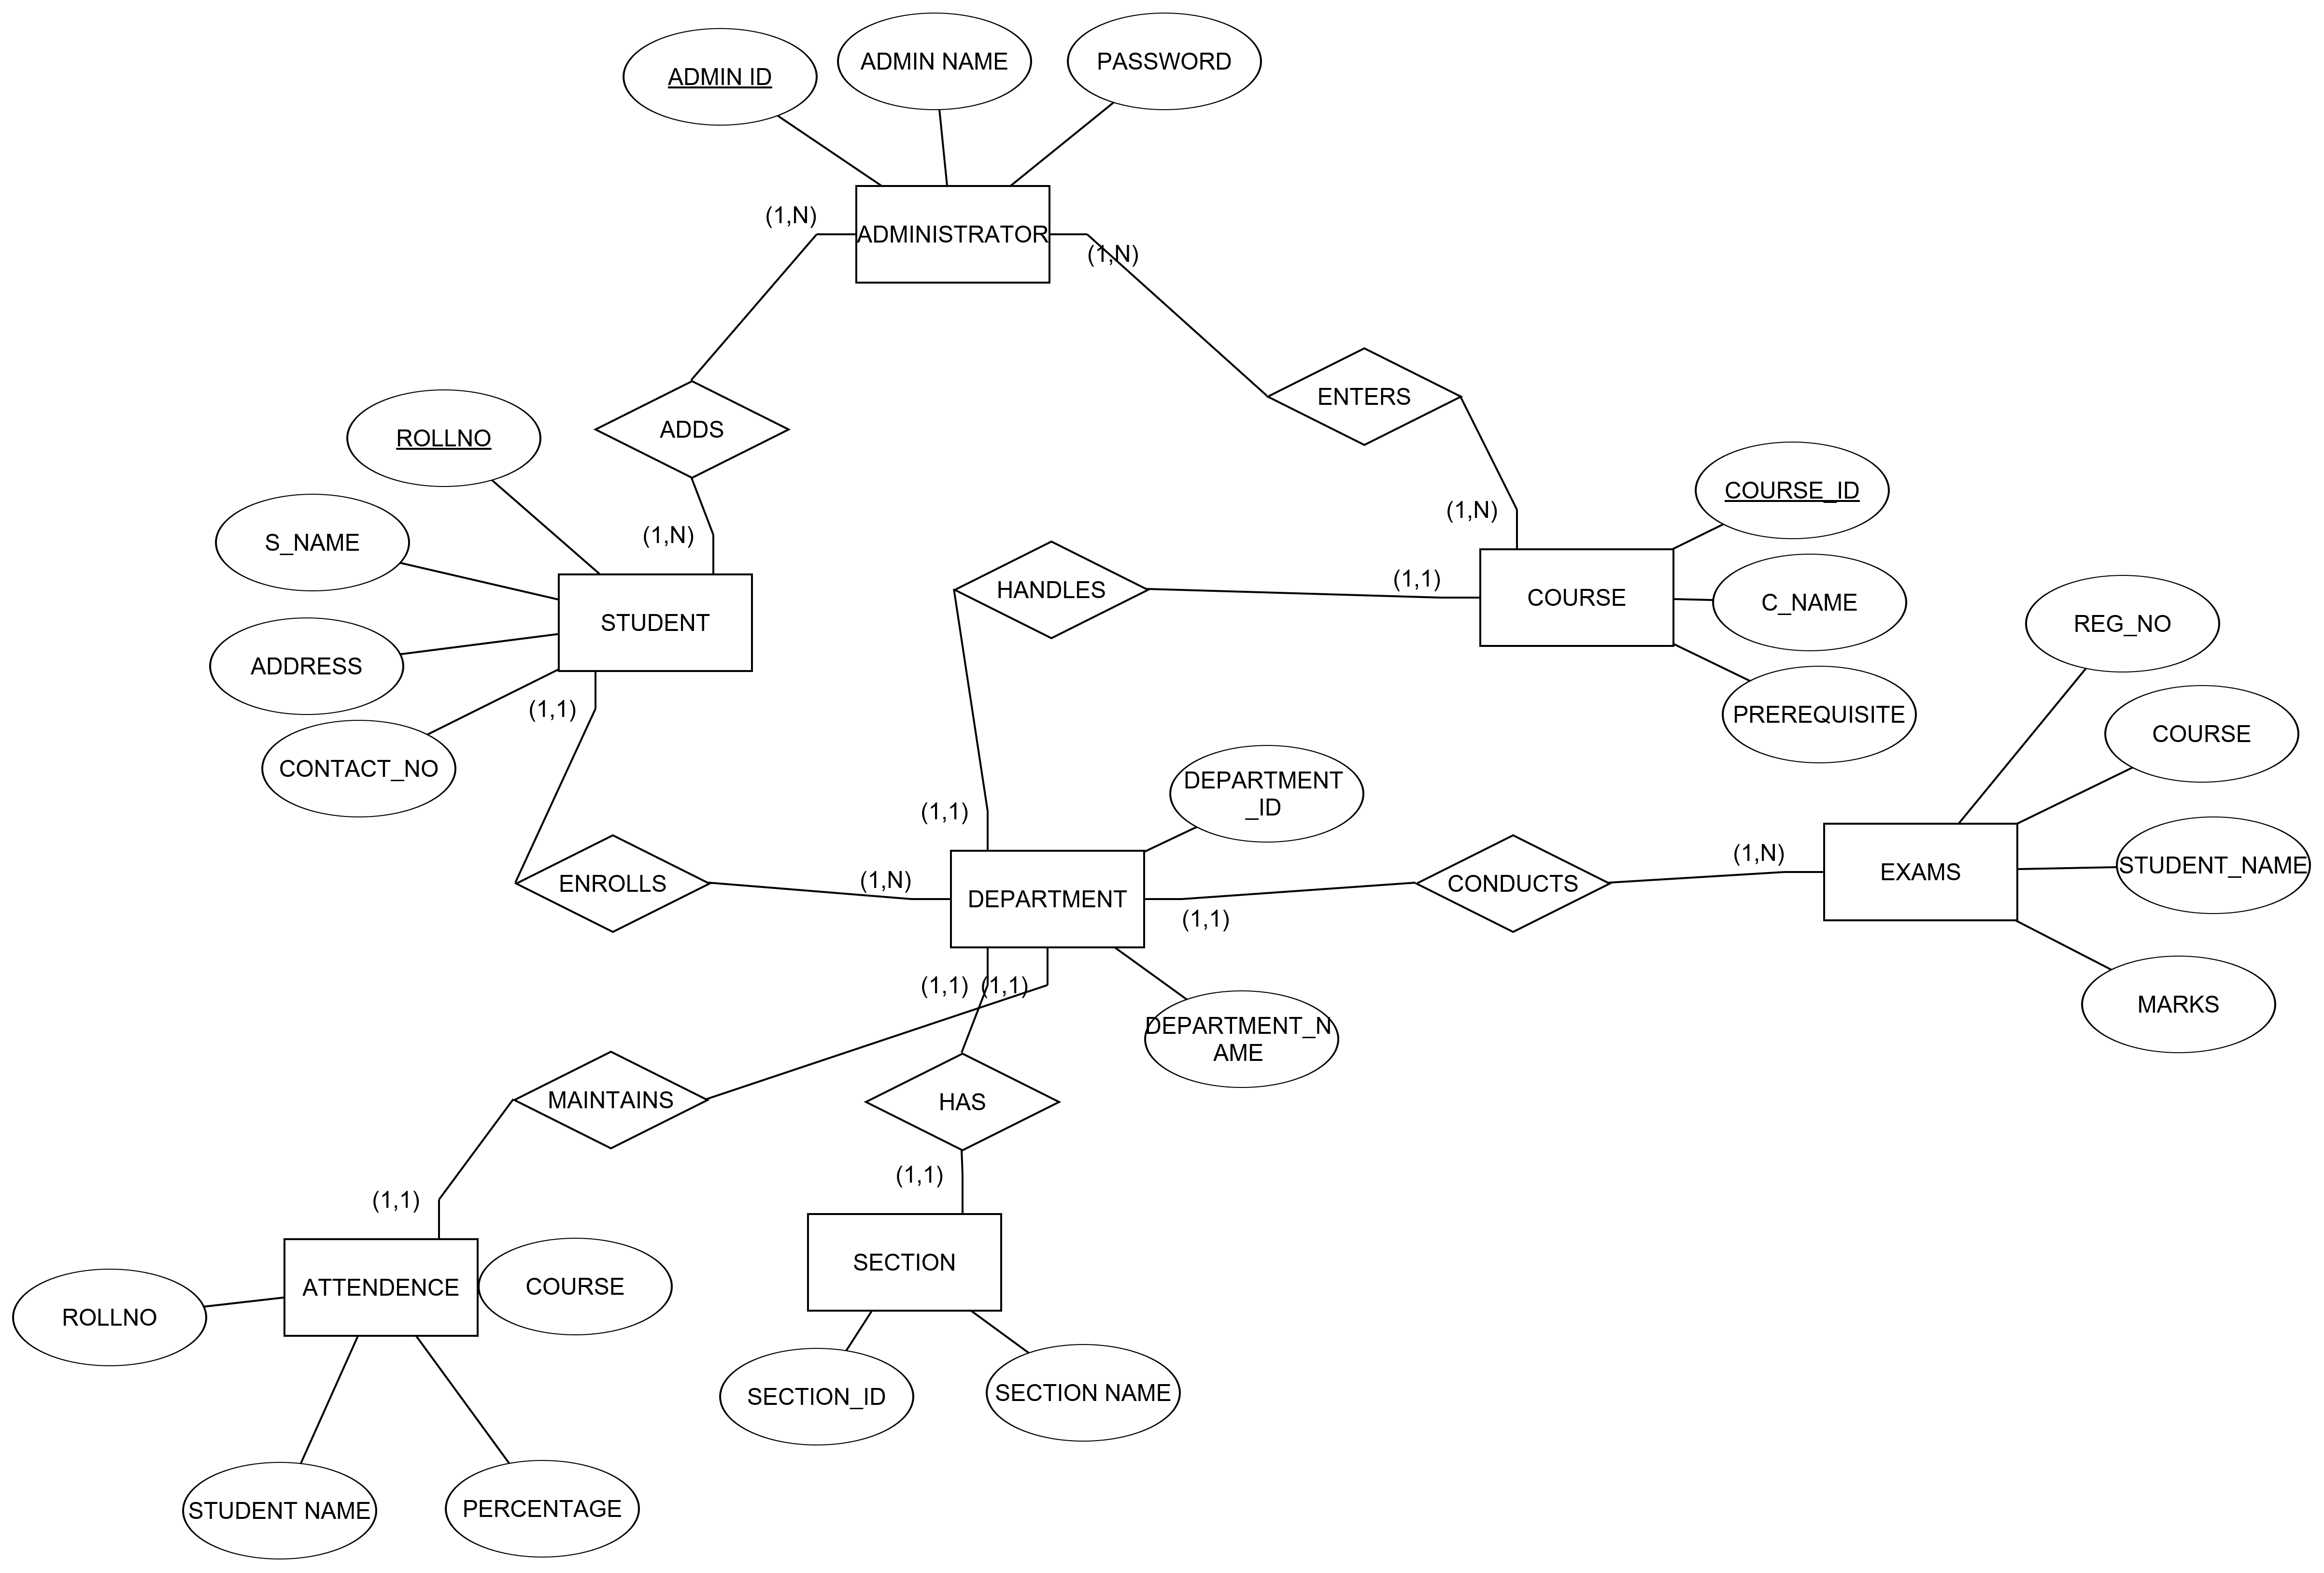 ADMIN ID
ADMIN NAME
PASSWORD
(1,N)
ADMINISTRATOR
(1,N)
ENTERS
ADDS
ROLLNO
COURSE_ID
(1,N)
(1,N)
S_NAME
HANDLES
(1,1)
COURSE
C_NAME
STUDENT
REG_NO
ADDRESS
(1,1)
PREREQUISITE
COURSE
CONTACT_NO
DEPARTMENT
_ID
(1,1)
(1,N)
STUDENT_NAME
EXAMS
ENROLLS
(1,N)
DEPARTMENT
(1,1)
CONDUCTS
(1,1)
(1,1)
MARKS
DEPARTMENT_N
AME
MAINTAINS
HAS
(1,1)
(1,1)
SECTION
ATTENDENCE
COURSE
ROLLNO
SECTION_ID
SECTION NAME
STUDENT NAME
PERCENTAGE